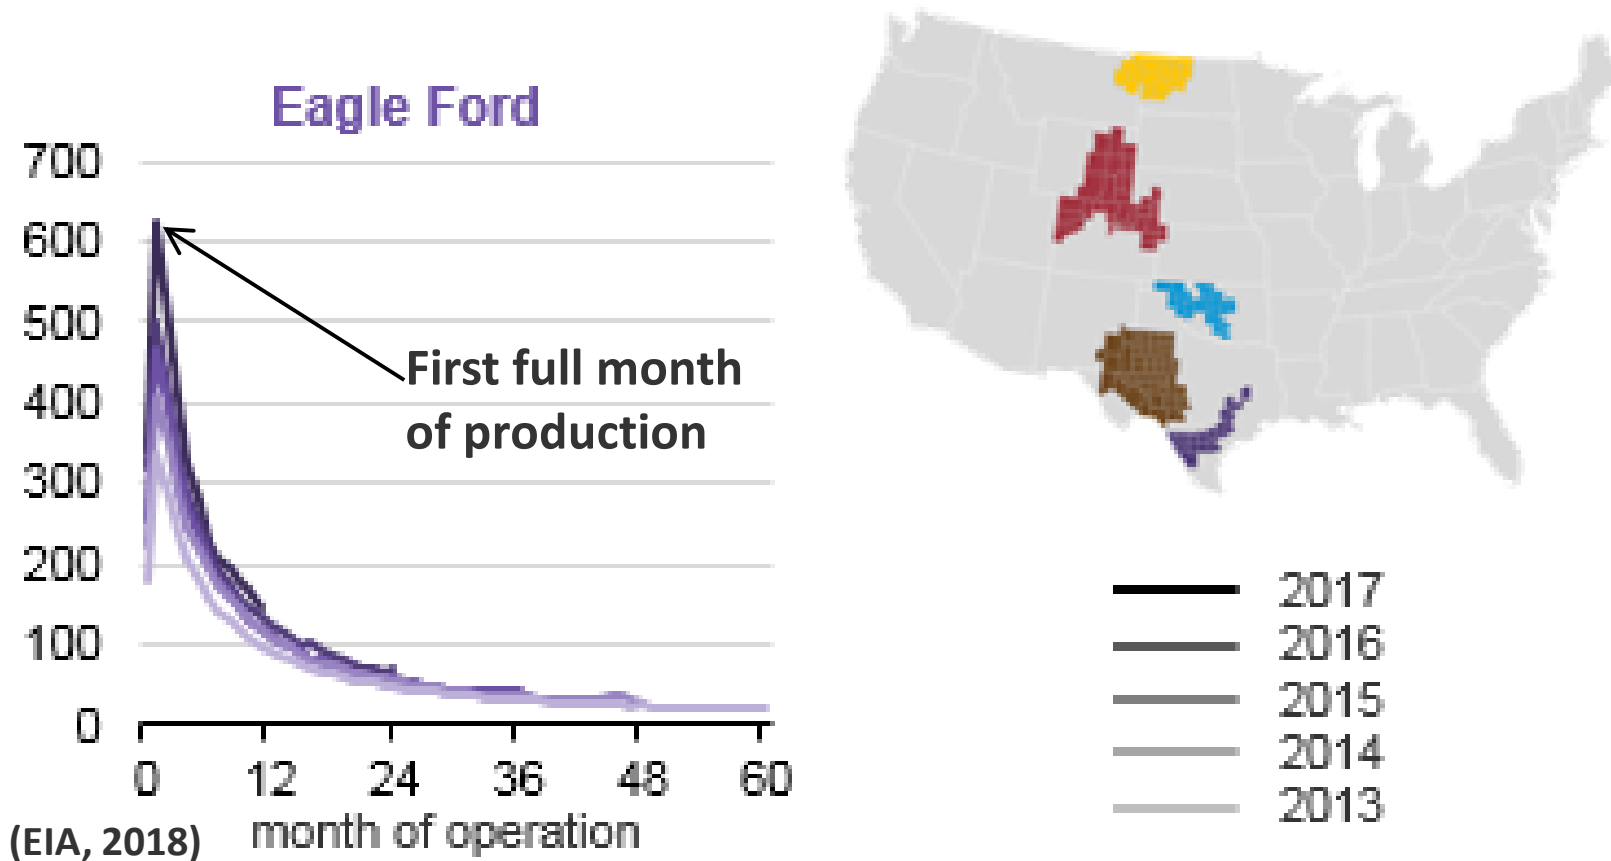 Eagle Ford
700
600
500
400
300
200
100
0
First full month
of production
0 12 24 36 48 60
month of operation
(EIA, 2018)
2017
2016
2015
2014
2013